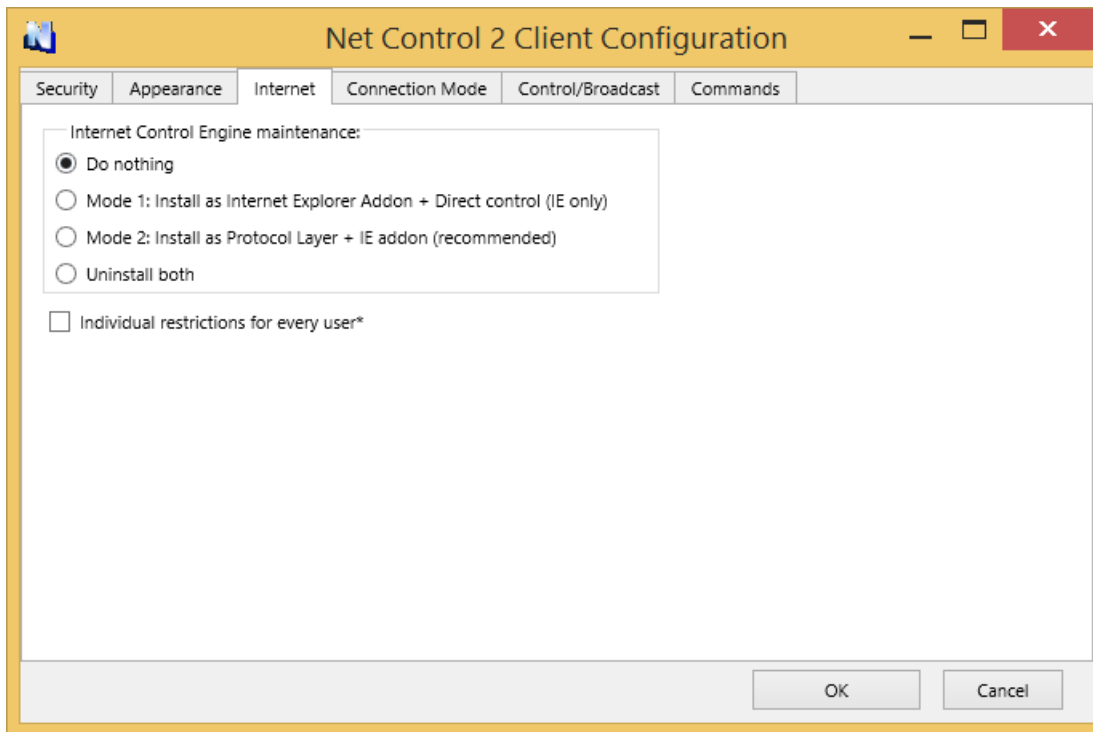 Net Control 2 Client Configuration
Security Appearance Internet Connection Mode Control/Broadcast Commands
Internet Control Engine maintenance:
Do nothing
Mode 1: Install as Internet Explorer Addon + Direct control (IE only)
Mode 2: Install as Protocol Layer + IE addon (recommended)
Uninstall both
Individual restrictions for every user*
OK Cancel